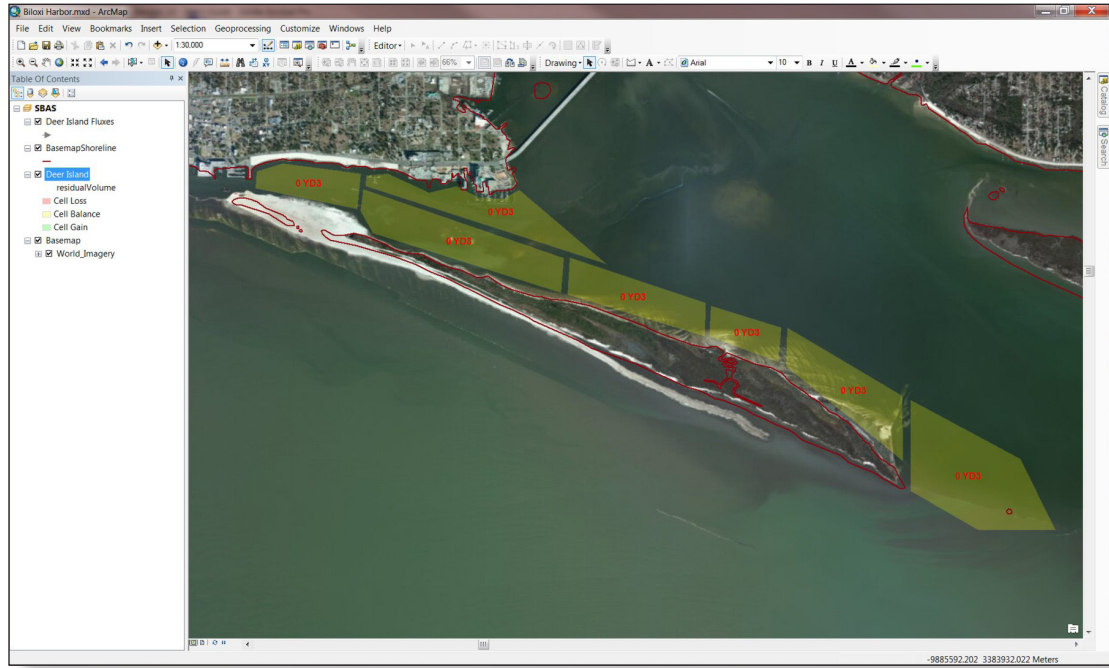 Biloxi Harbor.mxd - ArcMap
File Edit View Bookmarks Insert Selection Geoprocessing Customize Windows Help
1:30,000 Editor
66% Drawing A Arial 10 B I U A
Table Of Contents
SBAS
Deer Island Fluxes
BasemapShoreline
Deer Island
residualVolume
Cell Loss
Cell Balance
Cell Gain
Basemap
World_Imagery
0 YD3
0 YD3
0 YD3
0 YD3
0 YD3
0 YD3
0 YD3
Catalog
Search
-9885592.202 3383932.022 Meters